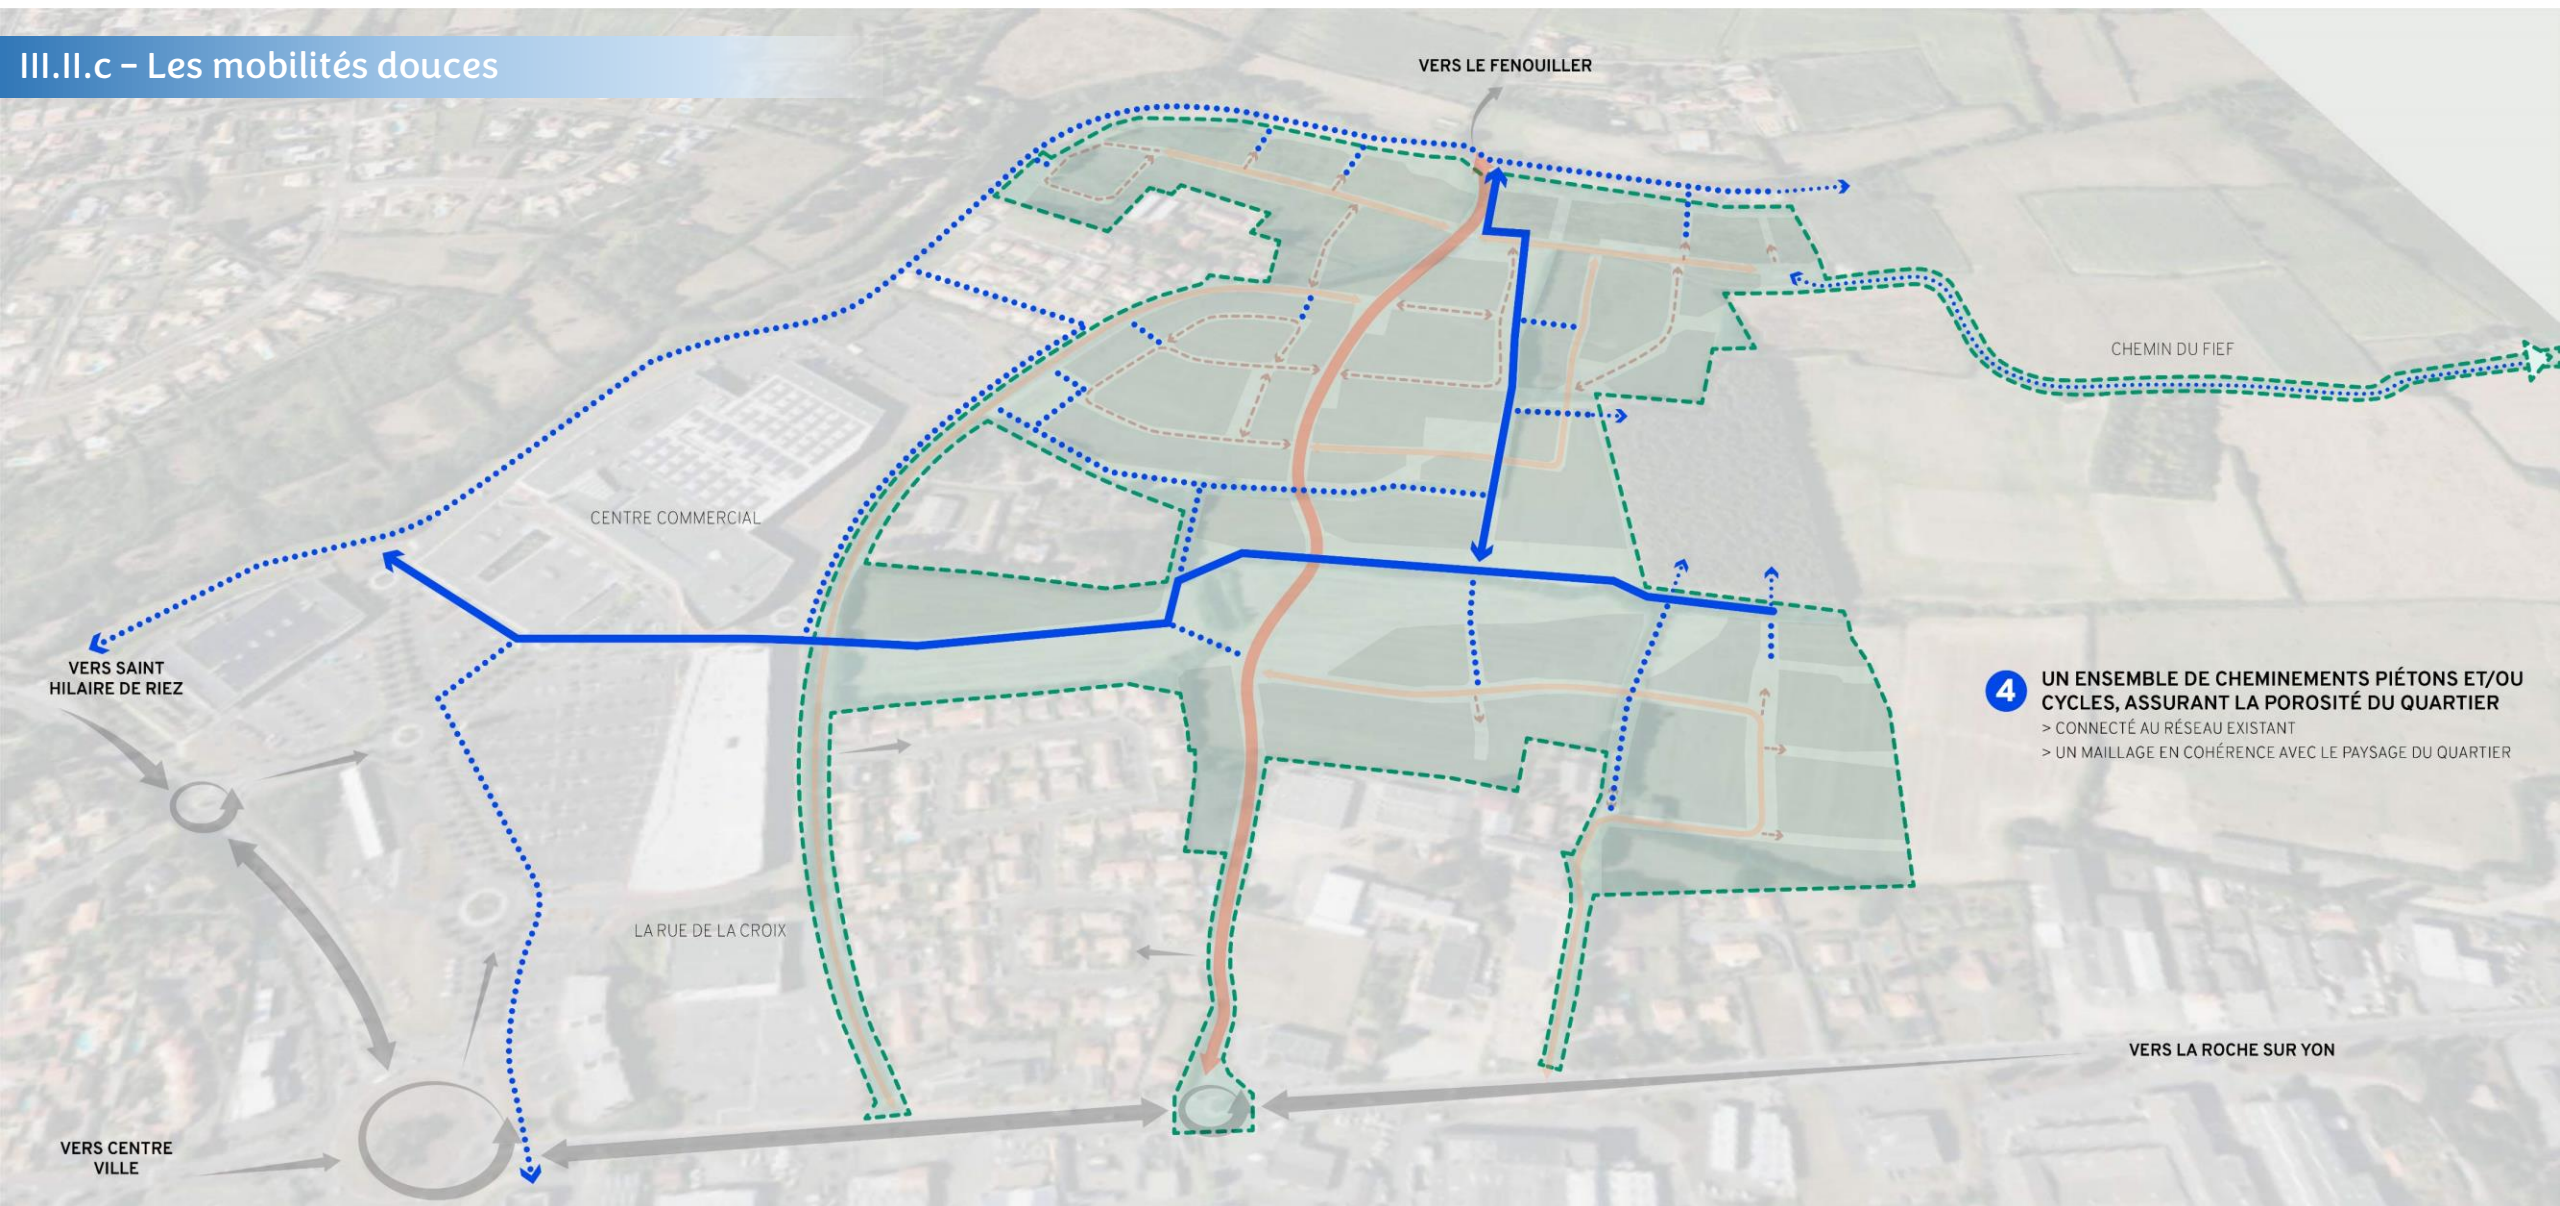 III.II.c – Les mobilités douces
VERS LE FENOUILLER
CHEMIN DU FIEF
CENTRE COMMERCIAL
VERS SAINT
HILAIRE DE RIEZ
4
UN ENSEMBLE DE CHEMINEMENTS PIÉTONS ET/OU
CYCLES, ASSURANT LA POROSITÉ DU QUARTIER
> CONNECTÉ AU RÉSEAU EXISTANT
> UN MAILLAGE EN COHÉRENCE AVEC LE PAYSAGE DU QUARTIER
LA RUE DE LA CROIX
VERS LA ROCHE SUR YON
VERS CENTRE
VILLE